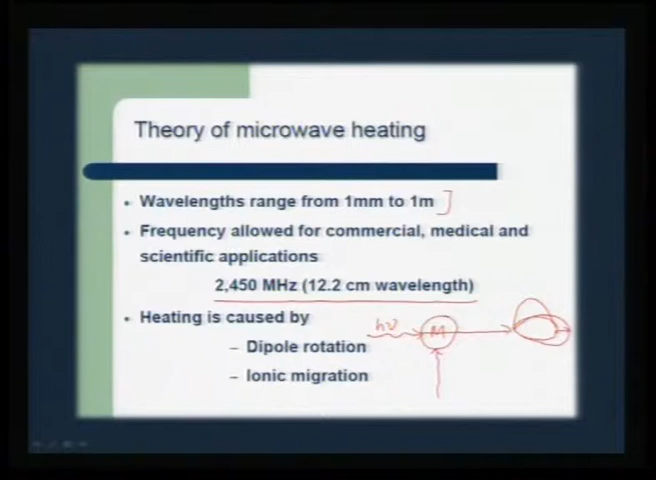 Theory of microwave heating
• Wavelengths range from 1mm to 1m
• Frequency allowed for commercial, medical and
scientific applications
2,450 MHz (12.2 cm wavelength)
• Heating is caused by
hν M
– Dipole rotation
– Ionic migration